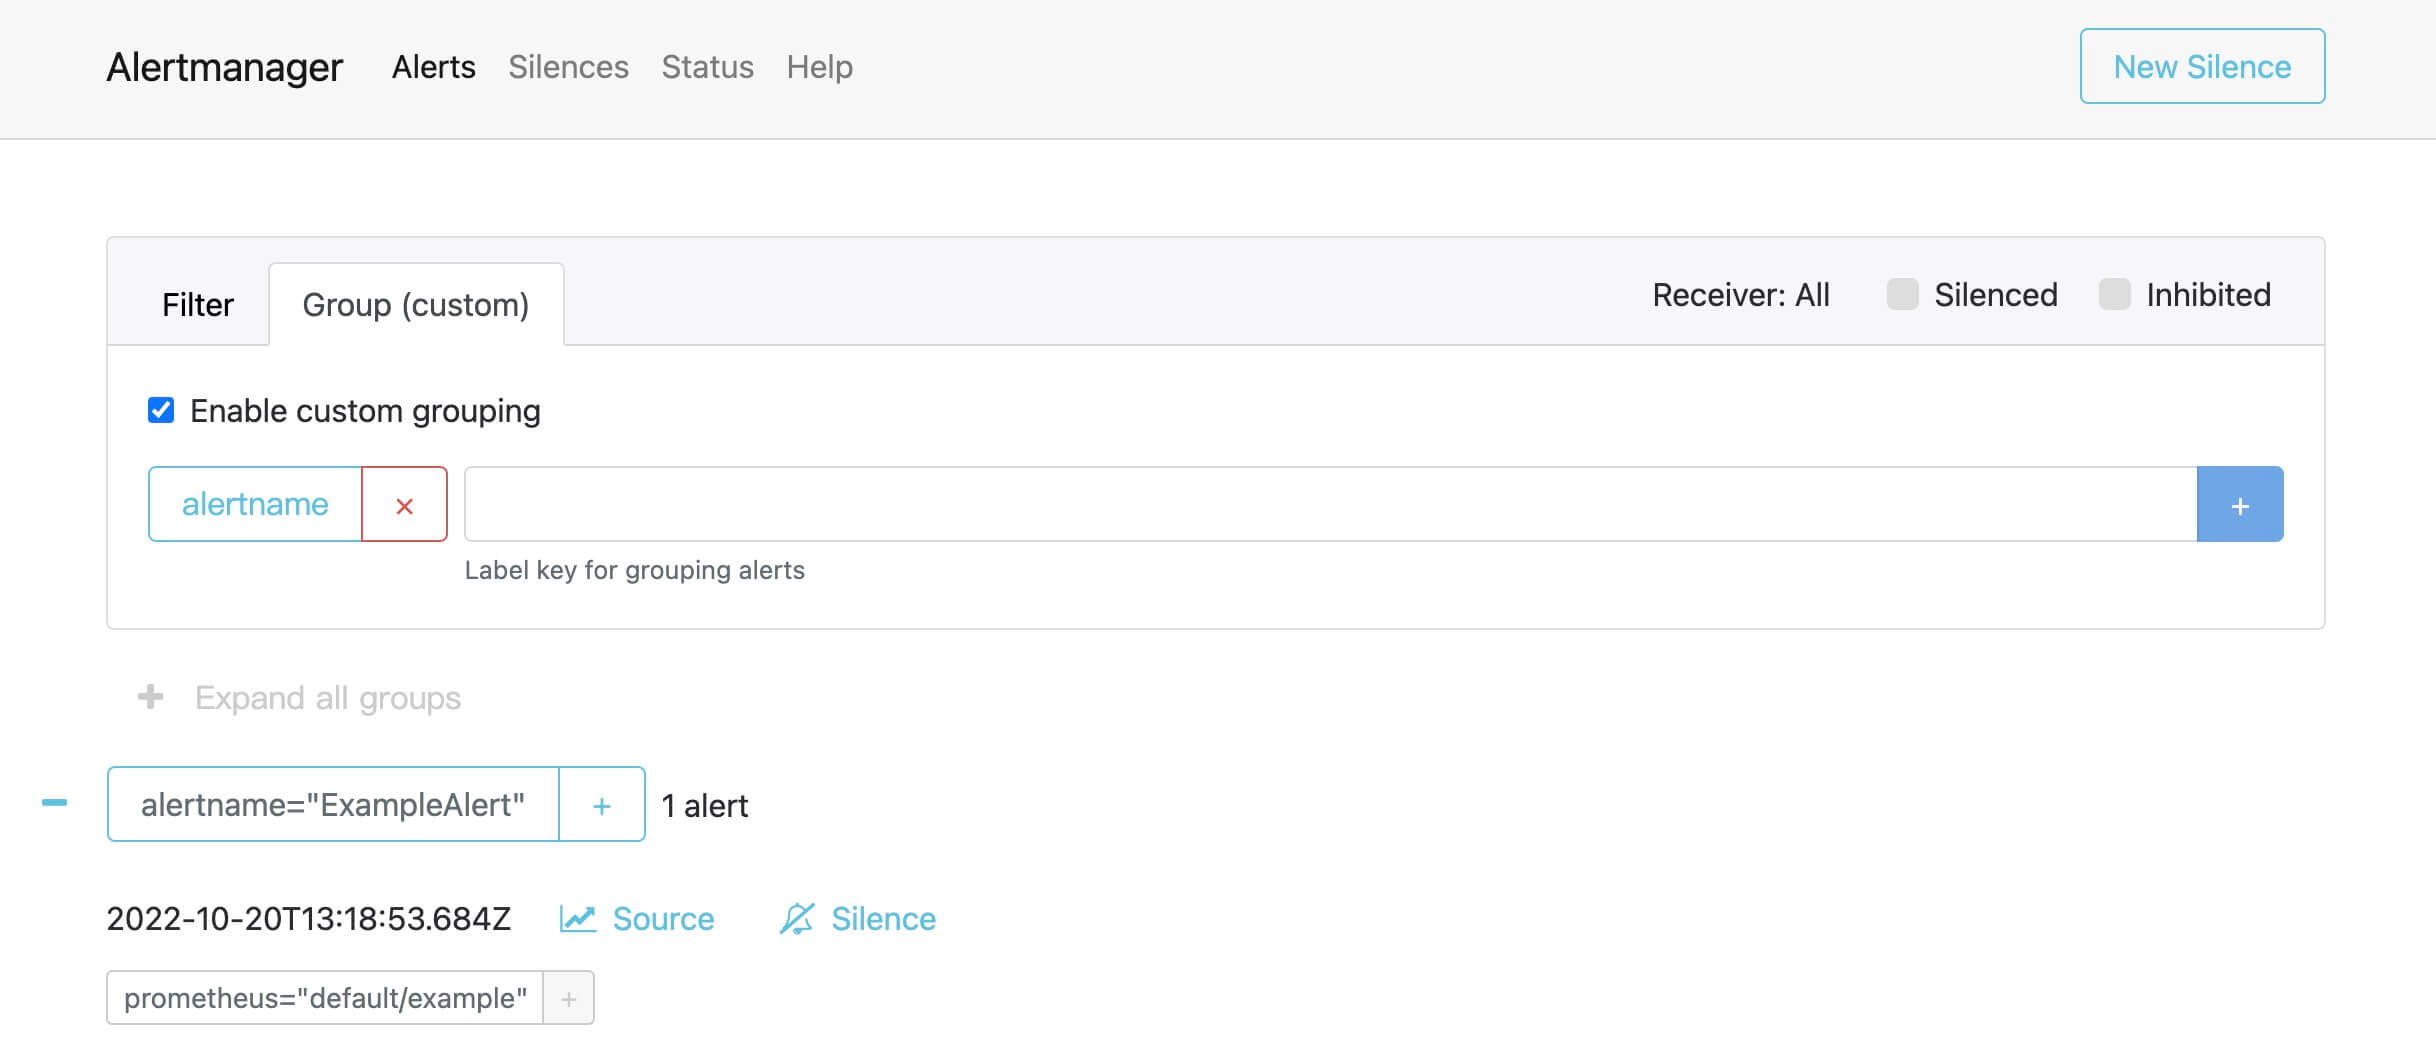 Alertmanager Alerts Silences Status Help New Silence
Filter Group (custom) Receiver: All Silenced Inhibited
Enable custom grouping
alertname × +
Label key for grouping alerts
+ Expand all groups
− alertname="ExampleAlert" + 1 alert
2022-10-20T13:18:53.684Z Source Silence
prometheus="default/example" +